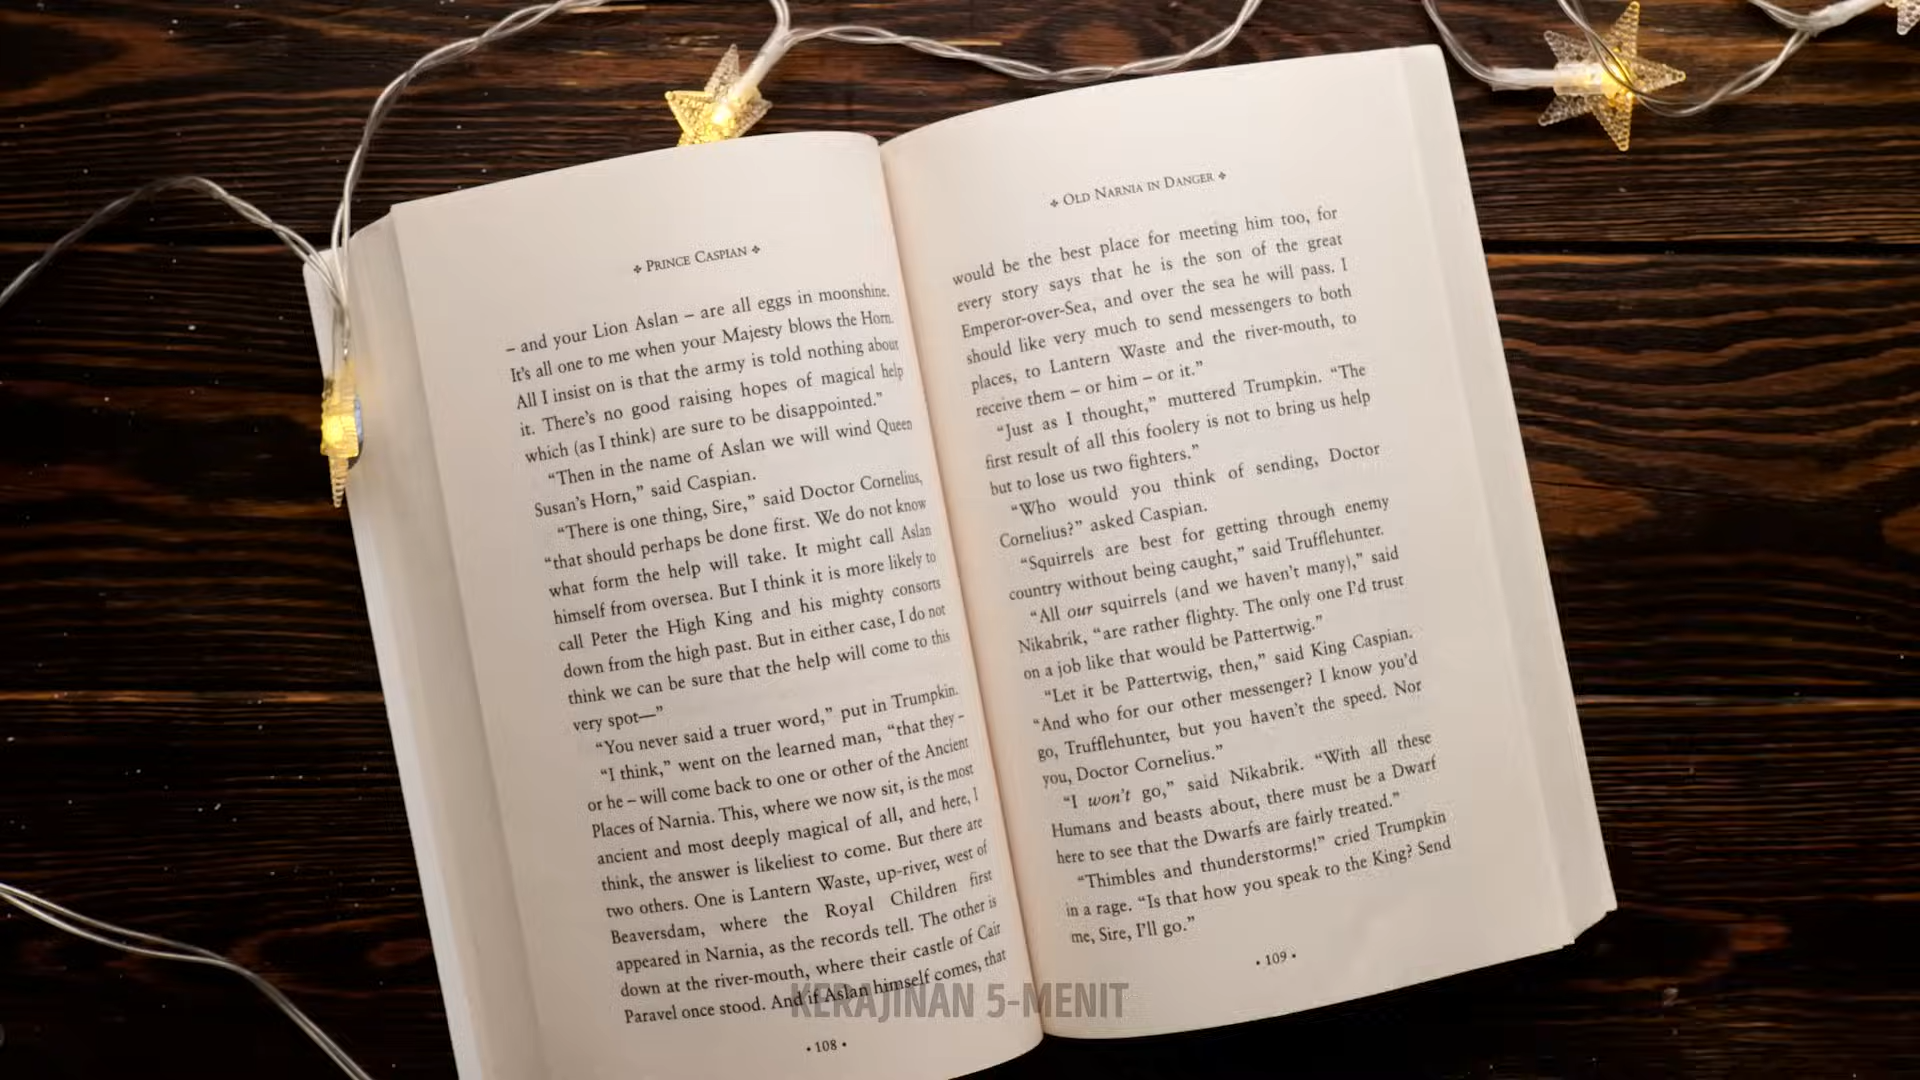 ❖ PRINCE CASPIAN ❖
– and your Lion Aslan – are all eggs in moonshine.
It's all one to me when your Majesty blows the Horn.
All I insist on is that the army is told nothing about
it. There's no good raising hopes of magical help
which (as I think) are sure to be disappointed.”
“Then in the name of Aslan we will wind Queen
Susan's Horn,” said Caspian.
“There is one thing, Sire,” said Doctor Cornelius,
“that should perhaps be done first. We do not know
what form the help will take. It might call Aslan
himself from oversea. But I think it is more likely to
call Peter the High King and his mighty consorts
down from the high past. But in either case, I do not
think we can be sure that the help will come to this
very spot—”
“You never said a truer word,” put in Trumpkin.
“I think,” went on the learned man, “that they –
or he – will come back to one or other of the Ancient
Places of Narnia. This, where we now sit, is the most
ancient and most deeply magical of all, and here, I
think, the answer is likeliest to come. But there are
two others. One is Lantern Waste, up-river, west of
Beaversdam, where the Royal Children first
appeared in Narnia, as the records tell. The other is
down at the river-mouth, where their castle of Cair
Paravel once stood. And if Aslan himself comes, that
• 108 •
❖ OLD NARNIA IN DANGER ❖
would be the best place for meeting him too, for
every story says that he is the son of the great
Emperor-over-Sea, and over the sea he will pass. I
should like very much to send messengers to both
places, to Lantern Waste and the river-mouth, to
receive them – or him – or it.”
“Just as I thought,” muttered Trumpkin. “The
first result of all this foolery is not to bring us help
but to lose us two fighters.”
“Who would you think of sending, Doctor
Cornelius?” asked Caspian.
“Squirrels are best for getting through enemy
country without being caught,” said Trufflehunter.
“All our squirrels (and we haven't many),” said
Nikabrik, “are rather flighty. The only one I'd trust
on a job like that would be Pattertwig.”
“Let it be Pattertwig, then,” said King Caspian.
“And who for our other messenger? I know you'd
go, Trufflehunter, but you haven't the speed. Nor
you, Doctor Cornelius.”
“I won't go,” said Nikabrik. “With all these
Humans and beasts about, there must be a Dwarf
here to see that the Dwarfs are fairly treated.”
“Thimbles and thunderstorms!” cried Trumpkin
in a rage. “Is that how you speak to the King? Send
me, Sire, I'll go.”
• 109 •
KERAJINAN 5-MENIT